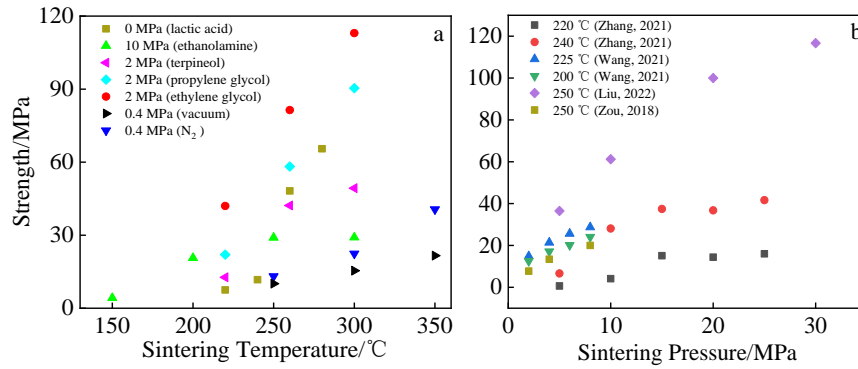 a
0 MPa (lactic acid)
10 MPa (ethanolamine)
2 MPa (terpineol)
2 MPa (propylene glycol)
2 MPa (ethylene glycol)
0.4 MPa (vacuum)
0.4 MPa (N₂)
120
90
60
30
0
Strength/MPa
150
200
250
300
350
Sintering Temperature/℃
b
220 ℃ (Zhang, 2021)
240 ℃ (Zhang, 2021)
225 ℃ (Wang, 2021)
200 ℃ (Wang, 2021)
250 ℃ (Liu, 2022)
250 ℃ (Zou, 2018)
120
100
80
60
40
20
0
0
10
20
30
Sintering Pressure/MPa